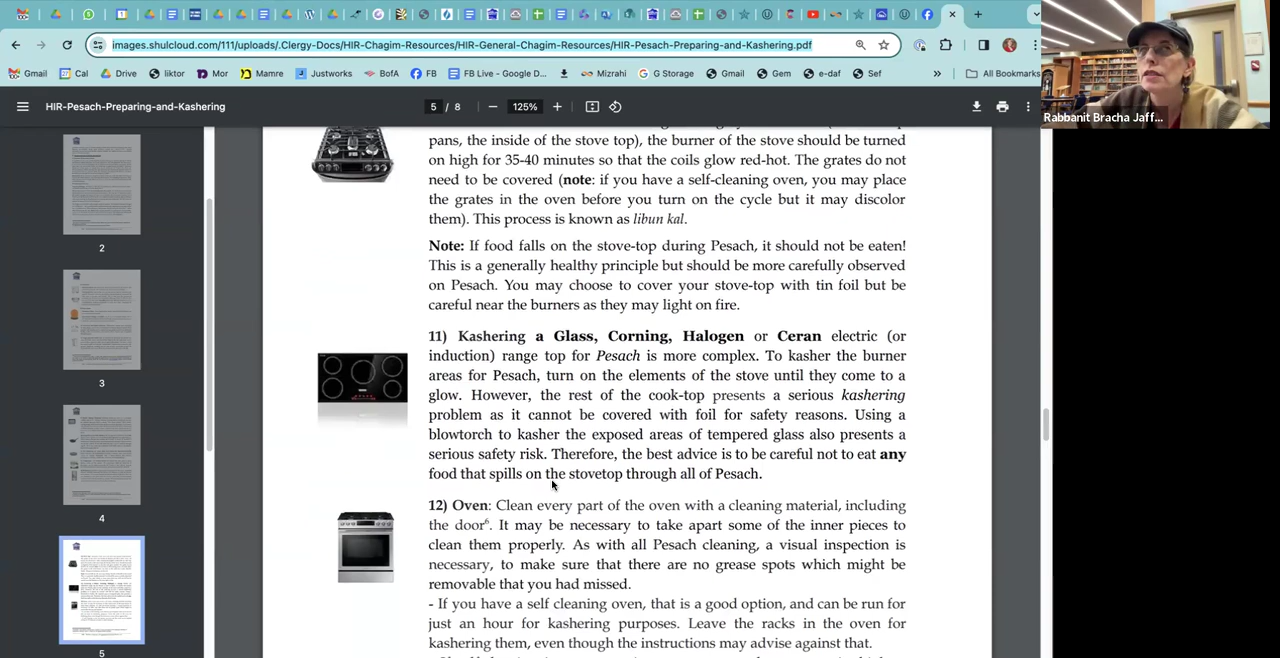 images.shulcloud.com/111/uploads/.Clergy-Docs/HIR-Chagim-Resources/HIR-General-Chagim-Resources/HIR-Pesach-Preparing-and-Kashering.pdf
Gmail Cal Drive liktor Mor Mamre Justworks BofA FB FB Live - Google D... Mizrahi G Storage Gmail Gem e-daf Sef » All Bookmarks
HIR-Pesach-Preparing-and-Kashering 5 / 8 125%
Rabbanit Bracha Jaff...
pans, the inside of the stove top), the burner of the stove should be turned
on high for 35-40 minutes so that the coils glow red-hot. The grates do not
need to be covered (note: if you have a self-cleaning oven, you may place
the grates in the oven before you turn on the cycle but it may discolor
them). This process is known as libun kal.
Note: If food falls on the stove-top during Pesach, it should not be eaten!
This is a generally healthy principle but should be more carefully observed
on Pesach. You may choose to cover your stove-top with tin foil but be
careful near the burners as they may light on fire.
11) Kashering a Glass, Corning, Halogen or Ceran electric (or
induction) range top for Pesach is more complex. To kasher the burner
areas for Pesach, turn on the elements of the stove until they come to a
glow. However, the rest of the cook-top presents a serious kashering
problem as it cannot be covered with foil for safety reasons. Using a
blowtorch to kasher the exposed areas of tempered glass also presents a
serious safety risk. Therefore, the best advice is to be careful not to eat any
food that spills on the stovetop through all of Pesach.
12) Oven: Clean every part of the oven with a cleaning material, including
the door⁶. It may be necessary to take apart some of the inner pieces to
clean them properly. As with all Pesach cleaning, a visual inspection is
necessary, to make sure that there are no grease spots which might be
removable that you had missed.
- If you have a self cleaning oven, that is a good option, and can be run for
just an hour for kashering purposes. Leave the racks in the oven for
kashering them, even though the instructions may advise against that.
2
3
4
5